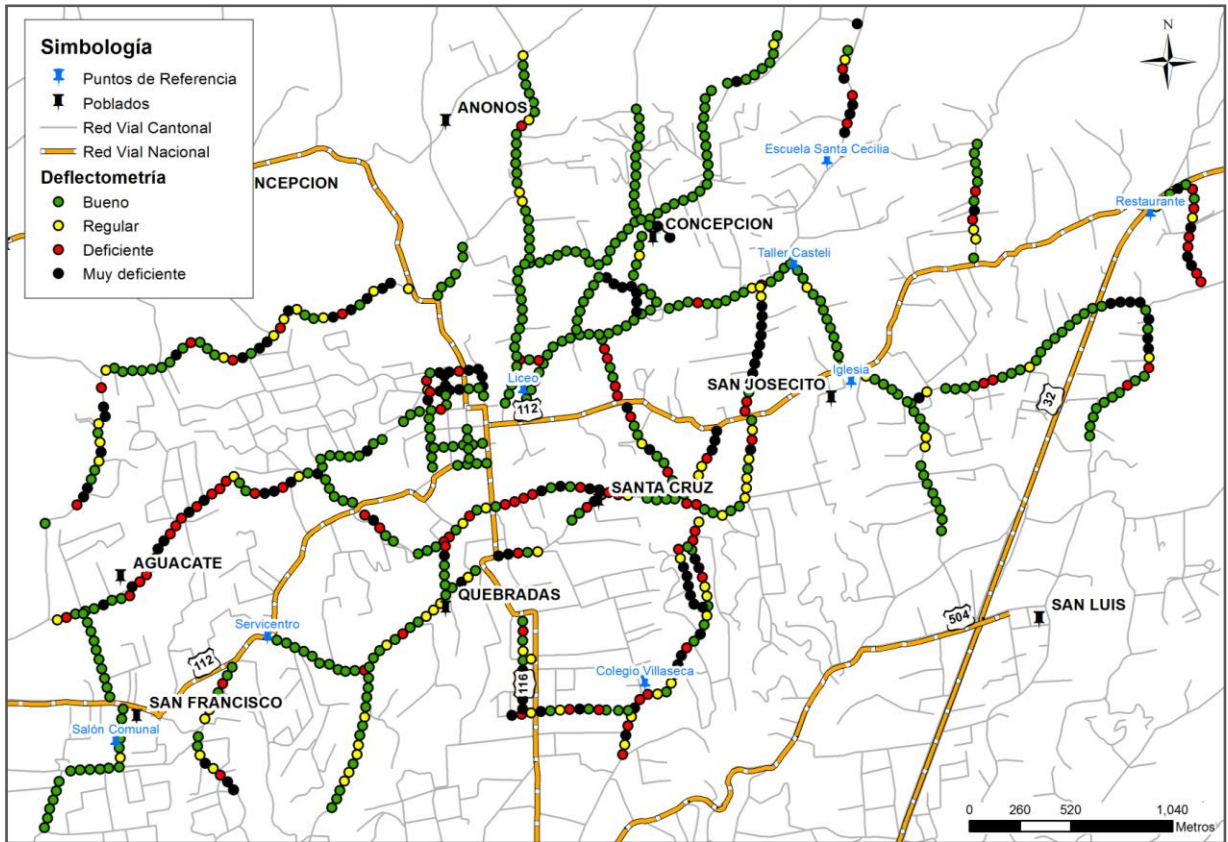 Simbología
Puntos de Referencia
Poblados
Red Vial Cantonal
Red Vial Nacional
Deflectometría
Bueno
Regular
Deficiente
Muy deficiente
N
ANONOS
Escuela Santa Cecilia
NCEPCION
CONCEPCION
Restaurante
Taller Casteli
Liceo
112
SAN JOSECITO
Iglesia
32
SANTA CRUZ
AGUACATE
QUEBRADAS
SAN LUIS
504
Servicentro
112
Colegio Villaseca
116
SAN FRANCISCO
Salón Comunal
0 260 520 1,040
Metros